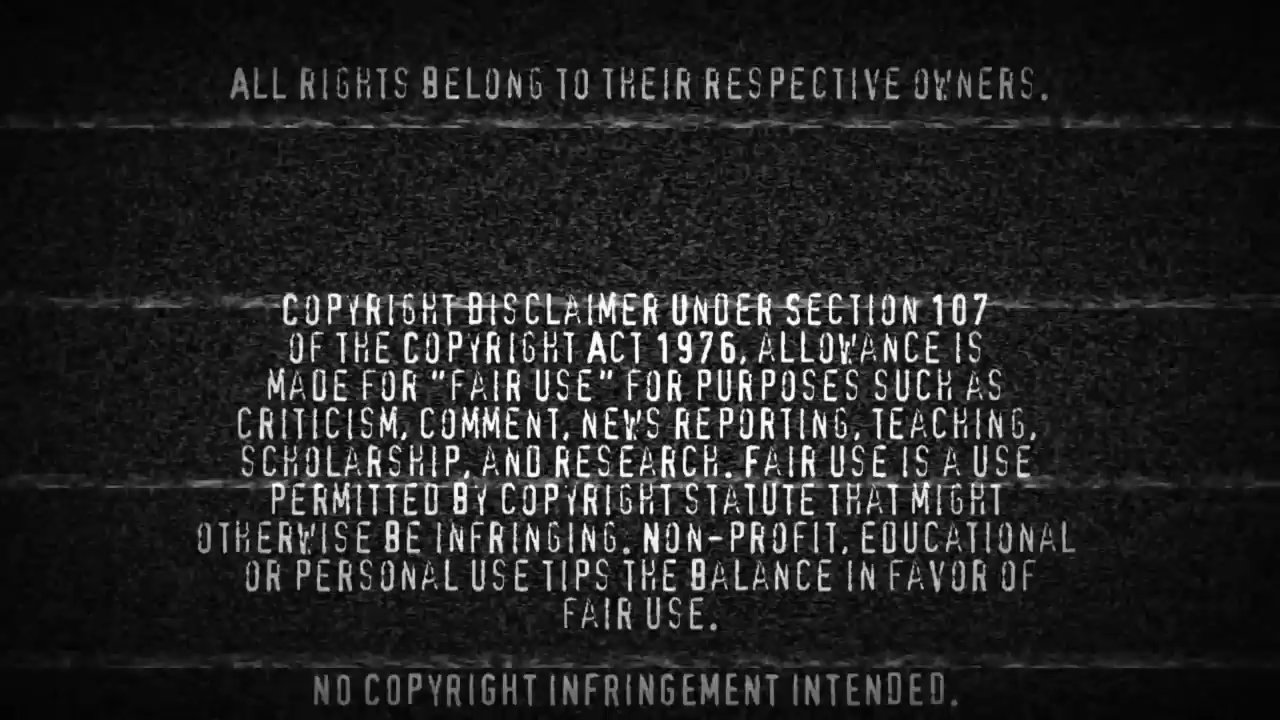 ALL RIGHTS BELONG TO THEIR RESPECTIVE OWNERS.
COPYRIGHT DISCLAIMER UNDER SECTION 107
OF THE COPYRIGHT ACT 1976, ALLOWANCE IS
MADE FOR "FAIR USE" FOR PURPOSES SUCH AS
CRITICISM, COMMENT, NEWS REPORTING, TEACHING,
SCHOLARSHIP, AND RESEARCH. FAIR USE IS A USE
PERMITTED BY COPYRIGHT STATUTE THAT MIGHT
OTHERWISE BE INFRINGING. NON-PROFIT, EDUCATIONAL
OR PERSONAL USE TIPS THE BALANCE IN FAVOR OF
FAIR USE.
NO COPYRIGHT INFRINGEMENT INTENDED.